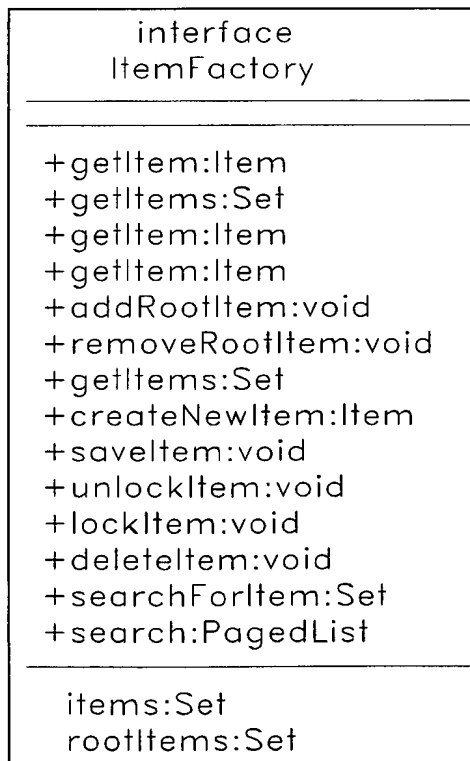 interface
ItemFactory
+getItem:Item
+getItems:Set
+getItem:Item
+getItem:Item
+addRootItem:void
+removeRootItem:void
+getItems:Set
+createNewItem:Item
+saveItem:void
+unlockItem:void
+lockItem:void
+deleteItem:void
+searchForItem:Set
+search:PagedList
items:Set
rootItems:Set